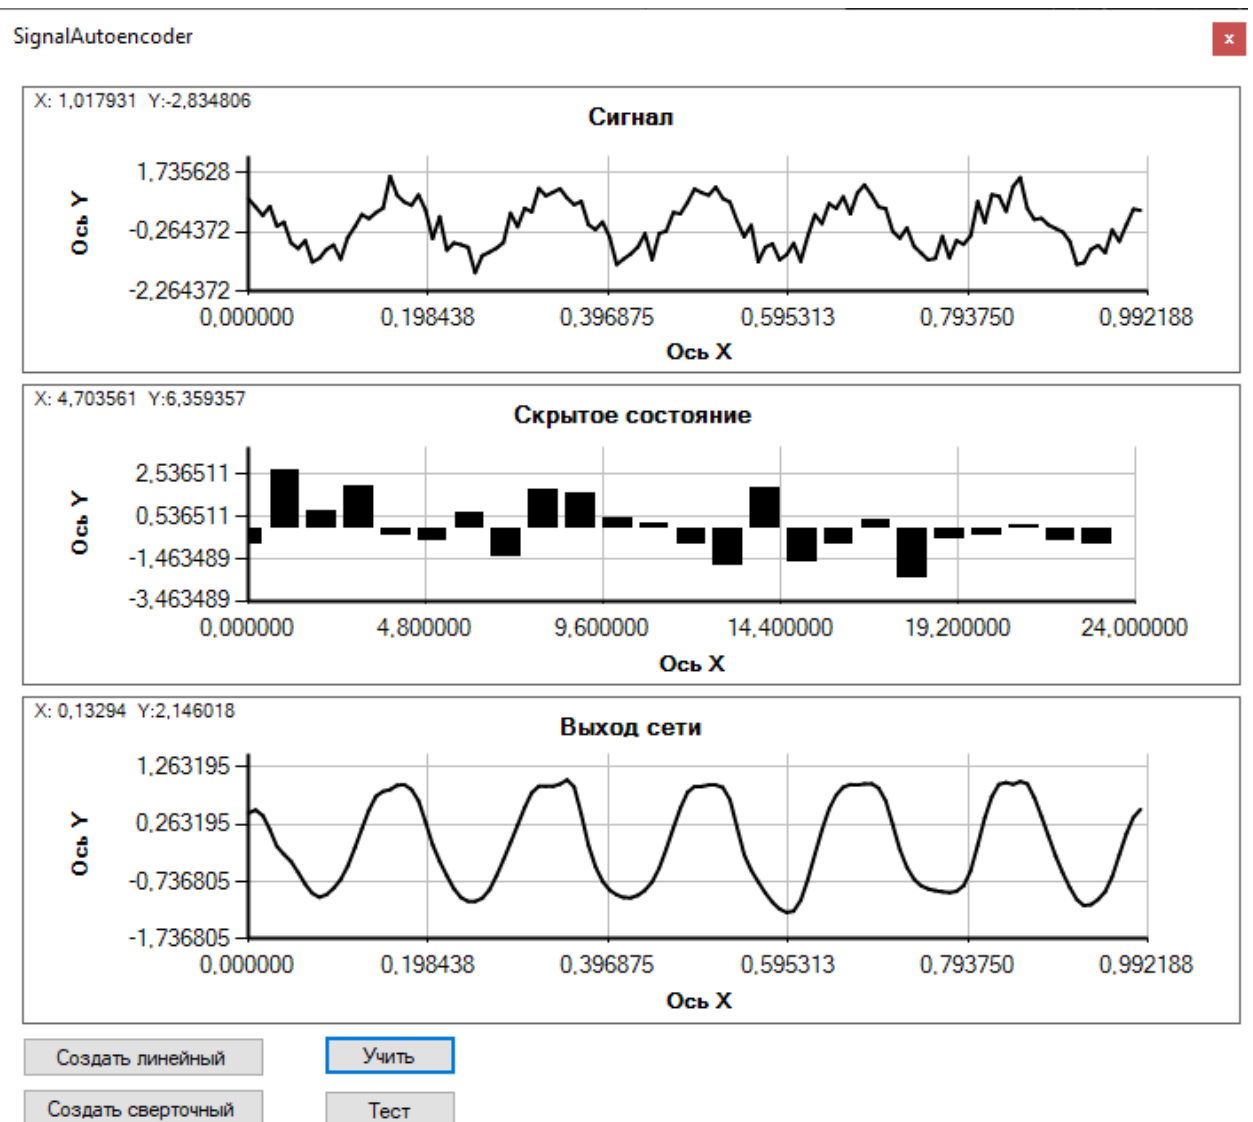 SignalAutoencoder
x
X: 1,017931 Y:-2,834806
Сигнал
1,735628
-0,264372
-2,264372
Ось Y
0,000000 0,198438 0,396875 0,595313 0,793750 0,992188
Ось X
X: 4,703561 Y:6,359357
Скрытое состояние
2,536511
0,536511
-1,463489
-3,463489
Ось Y
0,000000 4,800000 9,600000 14,400000 19,200000 24,000000
Ось X
X: 0,13294 Y:2,146018
Выход сети
1,263195
0,263195
-0,736805
-1,736805
Ось Y
0,000000 0,198438 0,396875 0,595313 0,793750 0,992188
Ось X
Создать линейный Учить
Создать сверточный Тест